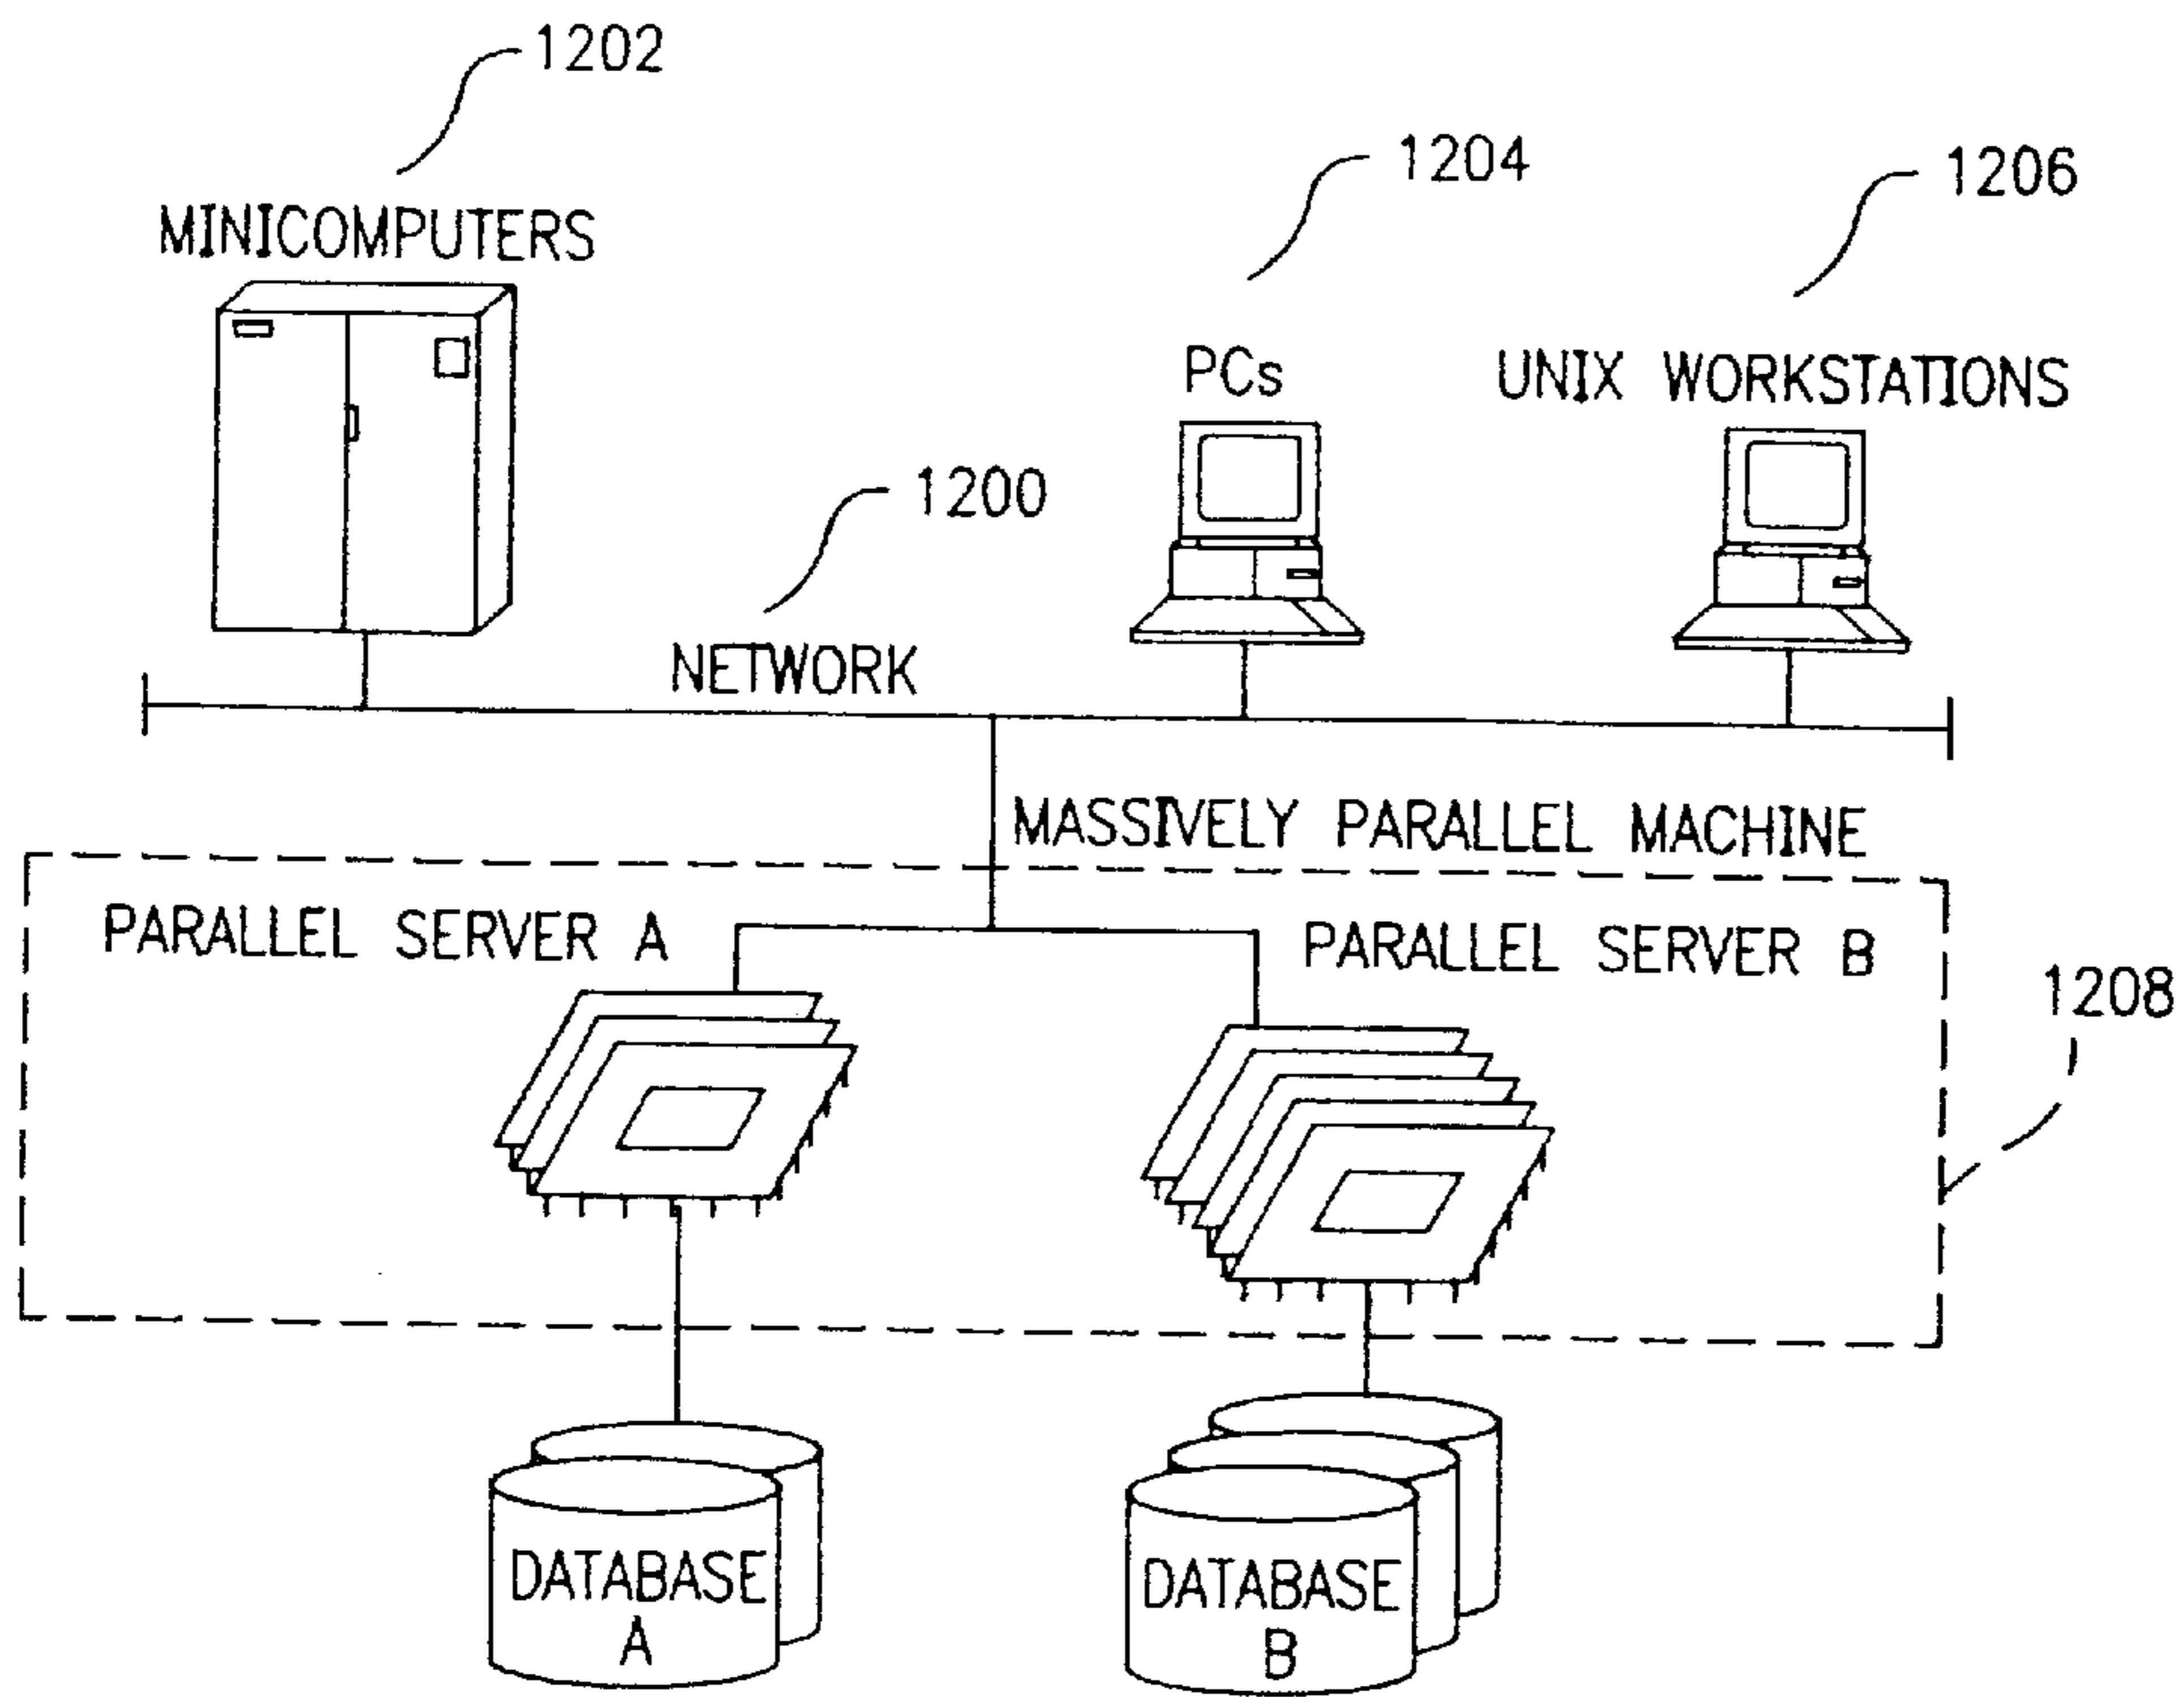 1202
1204
1206
MINICOMPUTERS
PCs
UNIX WORKSTATIONS
1200
NETWORK
MASSIVELY PARALLEL MACHINE
PARALLEL SERVER A
PARALLEL SERVER B
1208
DATABASE
A
DATABASE
B